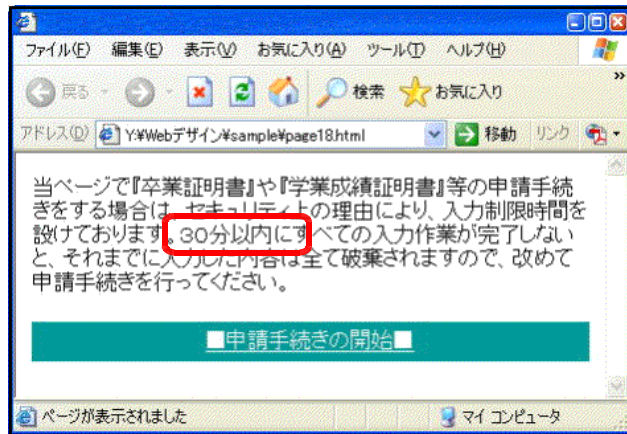 ファイル(F) 編集(E) 表示(V) お気に入り(A) ツール(T) ヘルプ(H)
戻る 検索 お気に入り »
アドレス(D) Y:¥Webデザイン¥sample¥page18.html 移動 リンク
当ページで『卒業証明書』や『学業成績証明書』等の申請手続
きをする場合は、セキュリティ上の理由により、入力制限時間を
設けております。30分以内にすべての入力作業が完了しない
と、それまでに入力した内容は全て破棄されますので、改めて
申請手続きを行ってください。
■申請手続きの開始■
ページが表示されました マイ コンピュータ